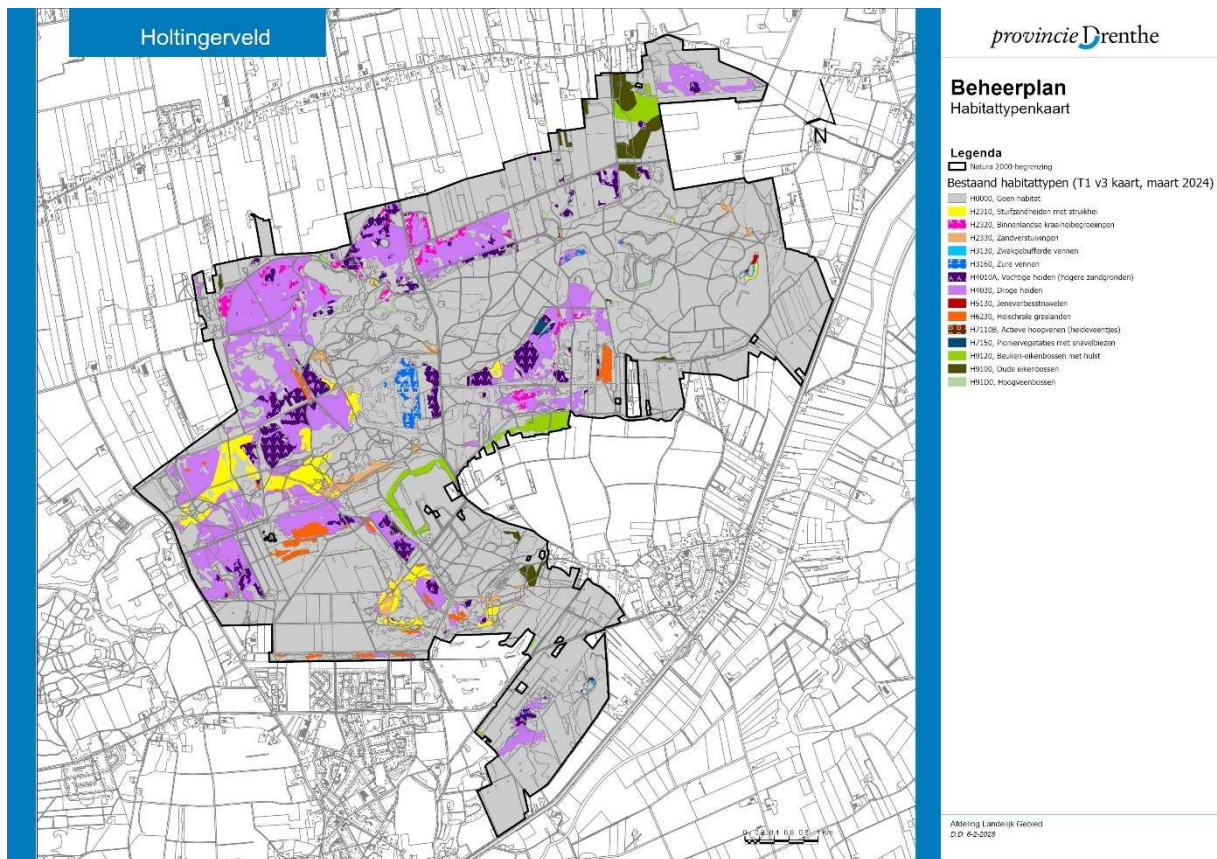 Holtingerveld
provincie Drenthe
Beheerplan
Habitattypenkaart
N
Legenda
Natura 2000-begrenzing
Bestaand habitattypen (T1 v3 kaart, maart 2024)
H0000, Geen habitat
H2310, Stuifzandheiden met struikhei
H2320, Binnenlandse kraaiheibegroeiingen
H2330, Zandverstuivingen
H3130, Zwakgebufferde vennen
H3160, Zure vennen
H4010A, Vochtige heiden (hogere zandgronden)
H4030, Droge heiden
H5130, Jeneverbesstruwelen
H6230, Heischrale graslanden
H7110B, Actieve hoogvenen (heideveentjes)
H7150, Pioniervegetaties met snavelbiezen
H9120, Beuken-eikenbossen met hulst
H9190, Oude eikenbossen
H91D0, Hoogveenbossen
Afdeling Landelijk Gebied